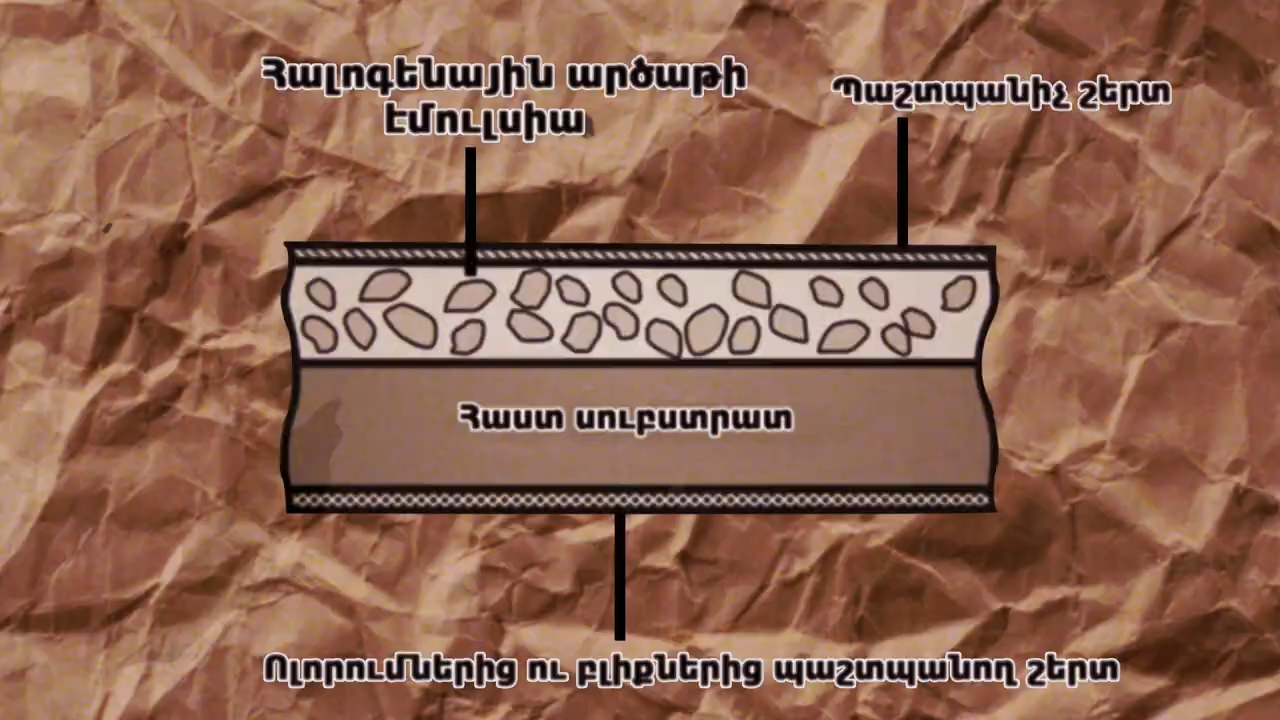 Հալոգենային արծաթի
էմուլսիա
Պաշտպանիչ շերտ
Հաստ սուբստրատ
Ոլորումներից ու բլիքներից պաշտպանող շերտ